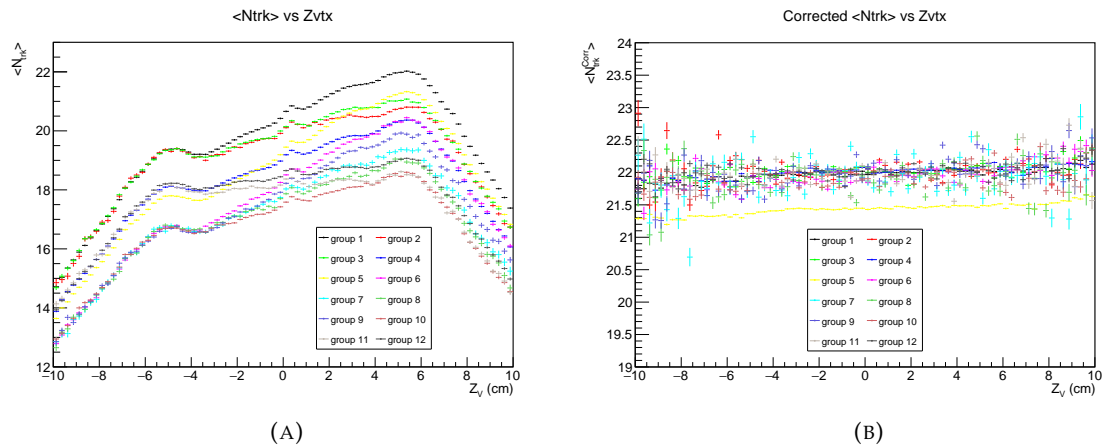 <Ntrk> vs Zvtx
<N_trk>
22
20
18
16
14
12
−10 −8 −6 −4 −2 0 2 4 6 8 10
Z_V (cm)
group 1 group 2
group 3 group 4
group 5 group 6
group 7 group 8
group 9 group 10
group 11 group 12
(A)
Corrected <Ntrk> vs Zvtx
<N_trk^Corr>
24
23.5
23
22.5
22
21.5
21
20.5
20
19.5
19
−10 −8 −6 −4 −2 0 2 4 6 8 10
Z_V (cm)
group 1 group 2
group 3 group 4
group 5 group 6
group 7 group 8
group 9 group 10
group 11 group 12
(B)